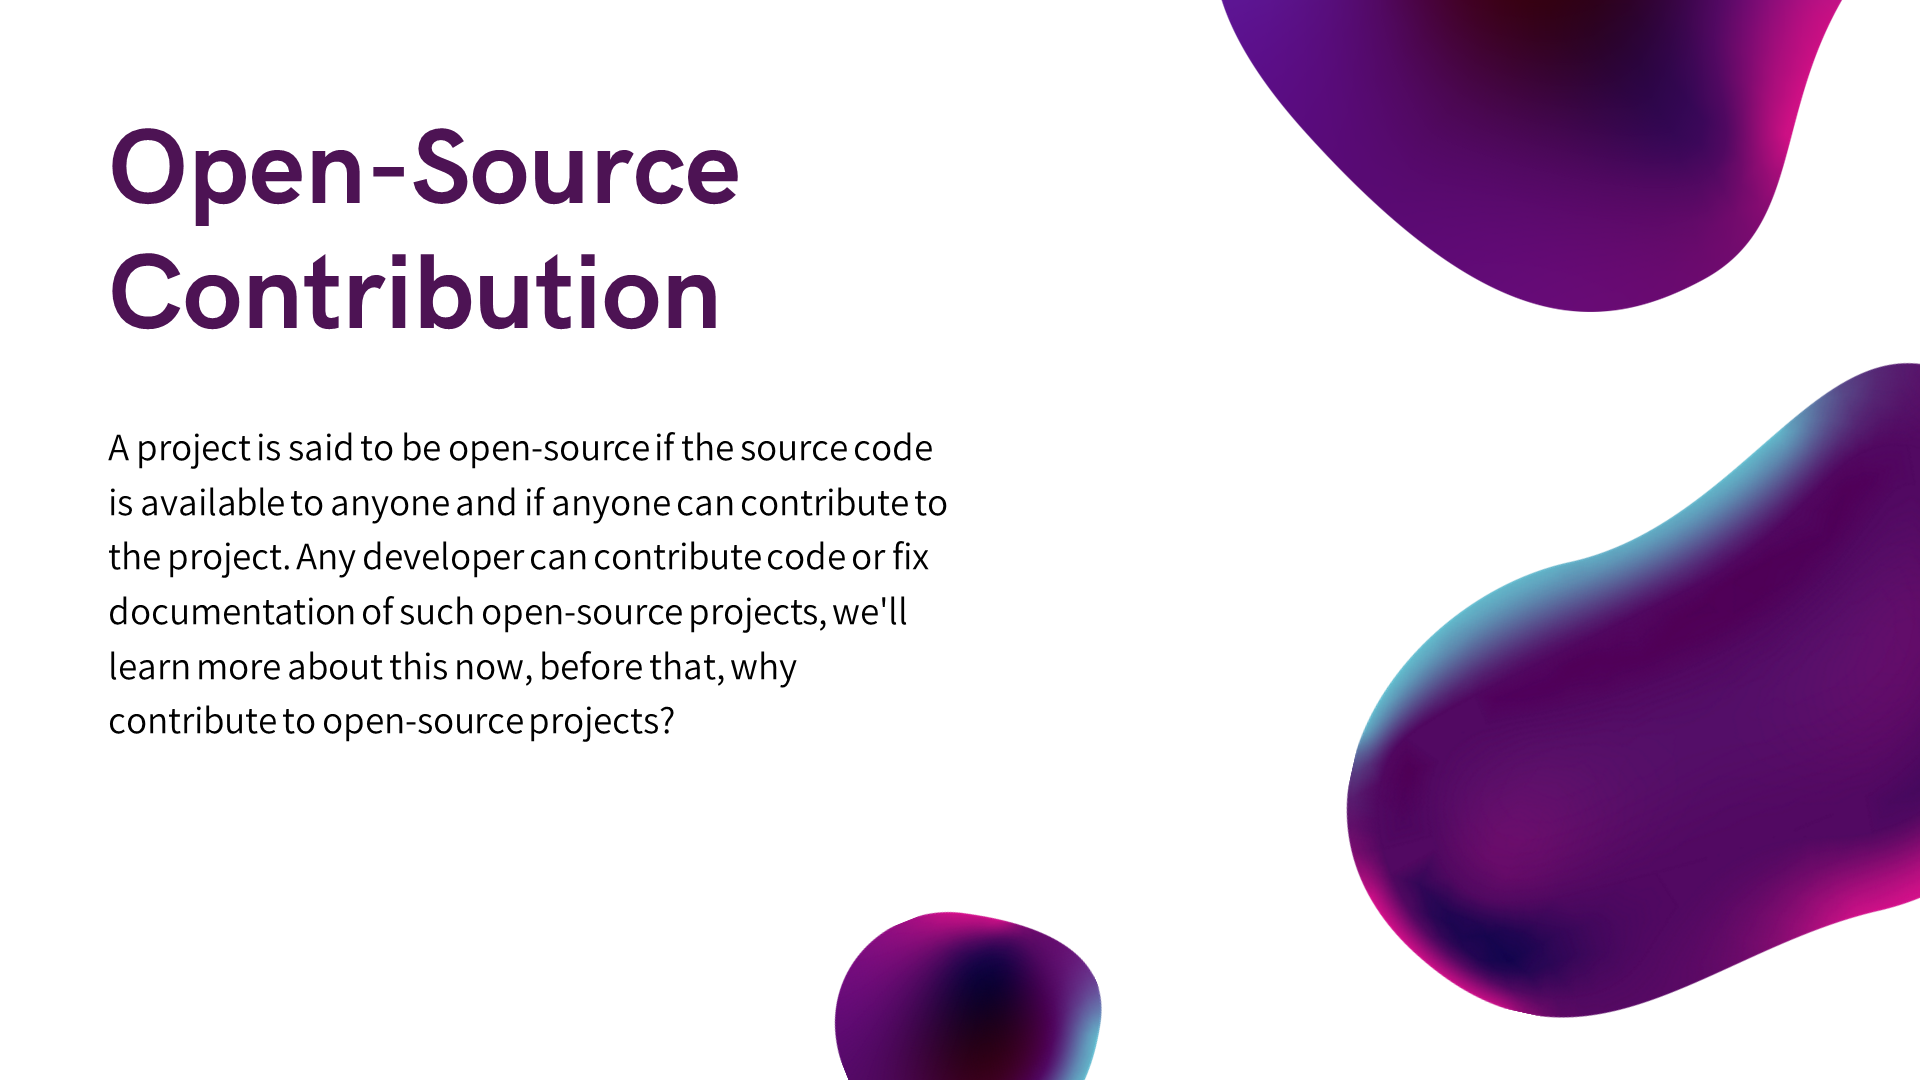 Open-Source
Contribution
A project is said to be open-source if the source code
is available to anyone and if anyone can contribute to
the project. Any developer can contribute code or fix
documentation of such open-source projects, we'll
learn more about this now, before that, why
contribute to open-source projects?